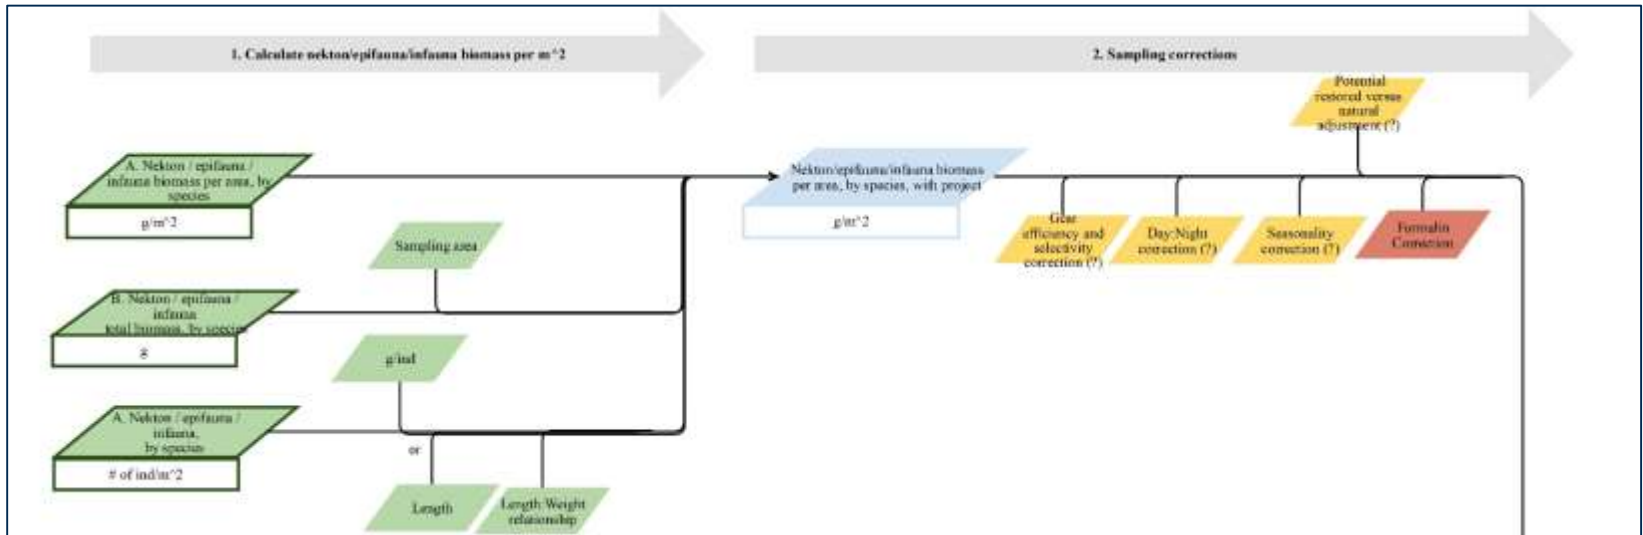 1. Calculate nekton/epifauna/infauna biomass per m^2
2. Sampling corrections
Potential
restored versus
natural
adjustment (?)
A. Nekton / epifauna /
infauna biomass per area, by
species
g/m^2
Nekton/epifauna/infauna biomass
per area, by species, with project
g/m^2
Sampling area
Gear
efficiency and
selectivity
correction (?)
Day:Night
correction (?)
Seasonality
correction (?)
Formalin
Correction
B. Nekton / epifauna /
infauna
total biomass, by species
g
g/ind
A. Nekton / epifauna /
infauna,
by species
# of ind/m^2
or
Length
Length:Weight
relationship